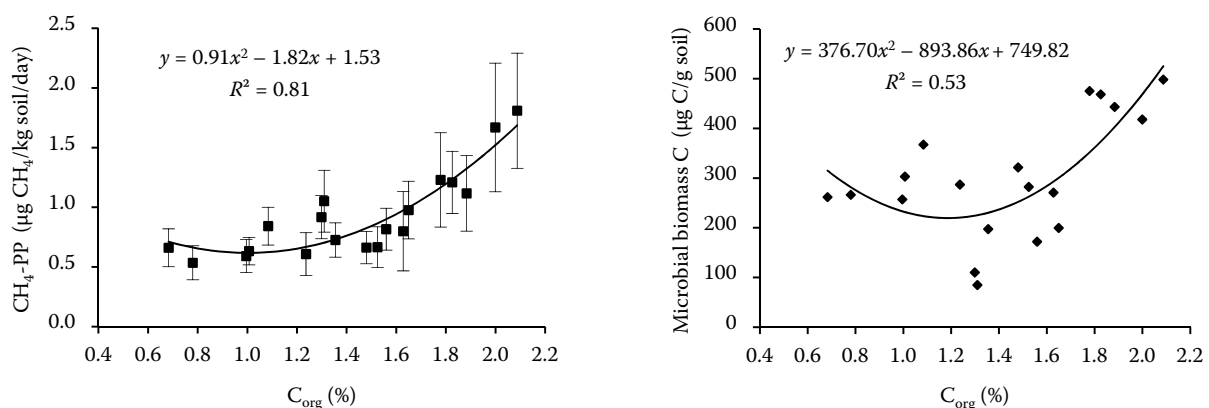 CH₄-PP (µg CH₄/kg soil/day)
2.5
2.0
1.5
1.0
0.5
0.0
y = 0.91x² − 1.82x + 1.53
R² = 0.81
0.4 0.6 0.8 1.0 1.2 1.4 1.6 1.8 2.0 2.2
C_org (%)
Microbial biomass C (µg C/g soil)
600
500
400
300
200
100
0
y = 376.70x² − 893.86x + 749.82
R² = 0.53
0.4 0.6 0.8 1.0 1.2 1.4 1.6 1.8 2.0 2.2
C_org (%)